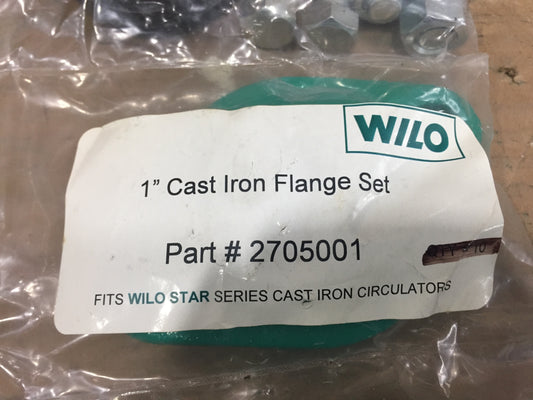 WILO
1” Cast Iron Flange Set
Part # 2705001
FITS WILO STAR SERIES CAST IRON CIRCULATORS